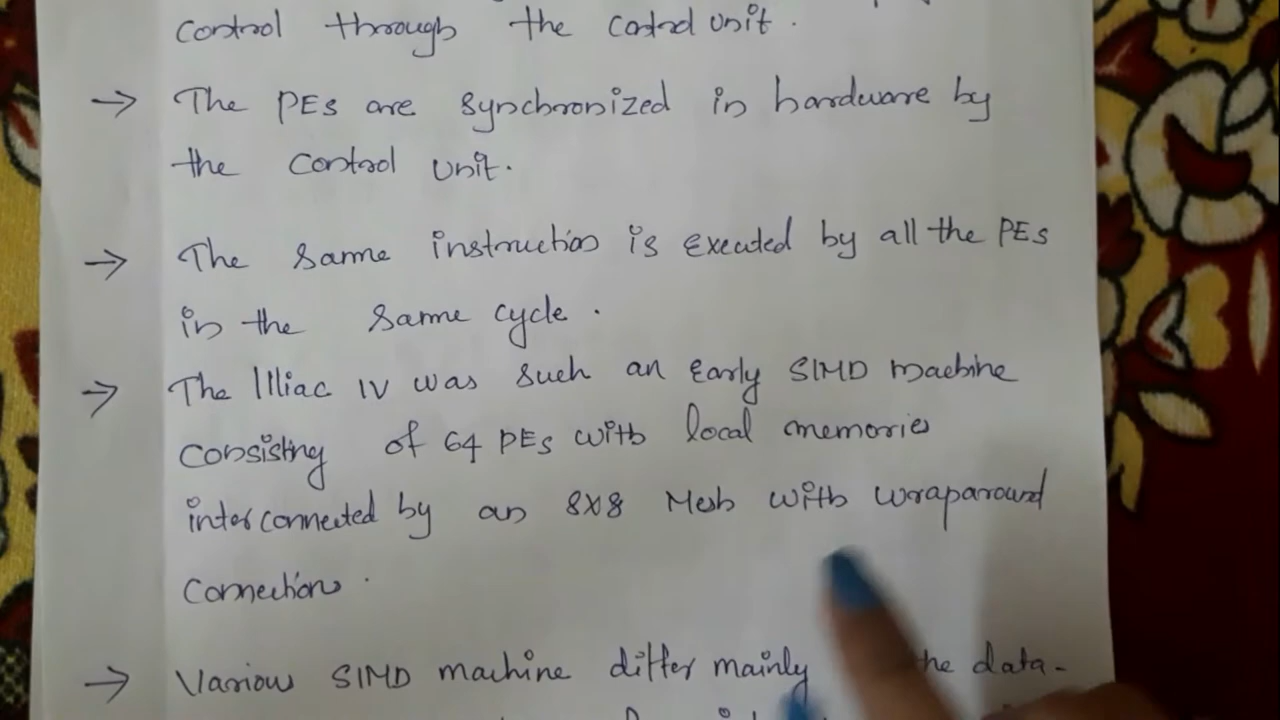 control through the control unit.
→ The PEs are synchronized in hardware by
the control unit.
→ The same instruction is executed by all the PEs
in the same cycle.
→ The Illiac IV was such an early SIMD machine
consisting of 64 PEs with local memories
interconnected by an 8x8 Mesh with wraparound
connection.
→ Various SIMD machine differ mainly the data-